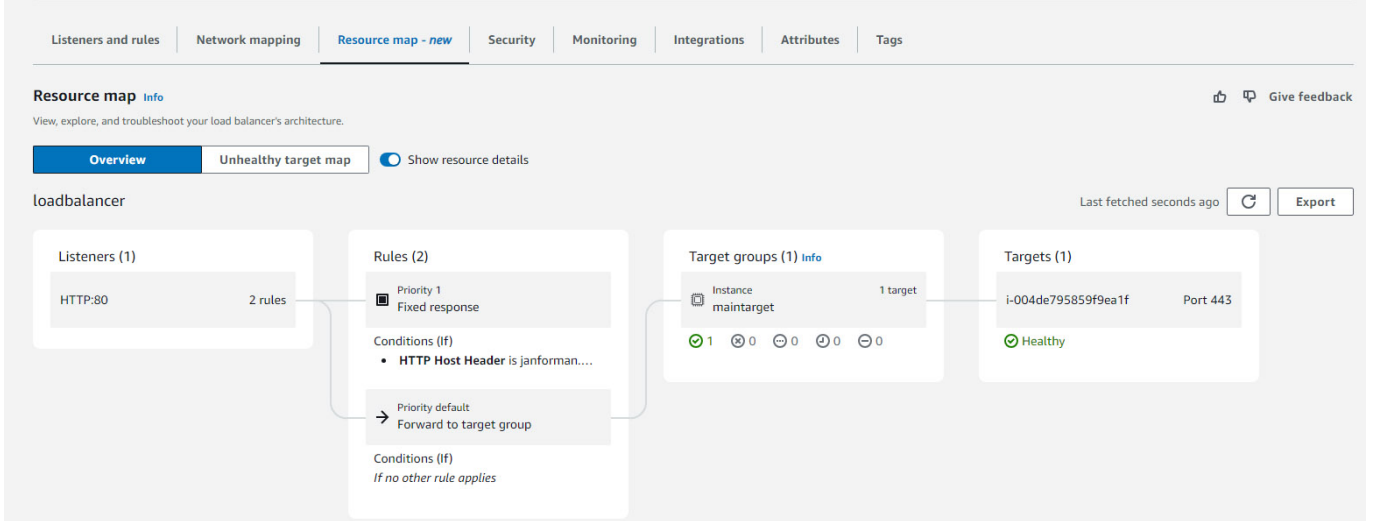 Listeners and rules
Network mapping
Resource map - new
Security
Monitoring
Integrations
Attributes
Tags
Resource map Info
Give feedback
View, explore, and troubleshoot your load balancer's architecture.
Overview
Unhealthy target map
Show resource details
loadbalancer
Last fetched seconds ago
Export
Listeners (1)
HTTP:80
2 rules
Rules (2)
Priority 1
Fixed response
Conditions (If)
• HTTP Host Header is janforman....
Priority default
Forward to target group
Conditions (If)
If no other rule applies
Target groups (1) Info
Instance
1 target
maintarget
1 0 0 0 0
Targets (1)
i-004de795859f9ea1f
Port 443
Healthy